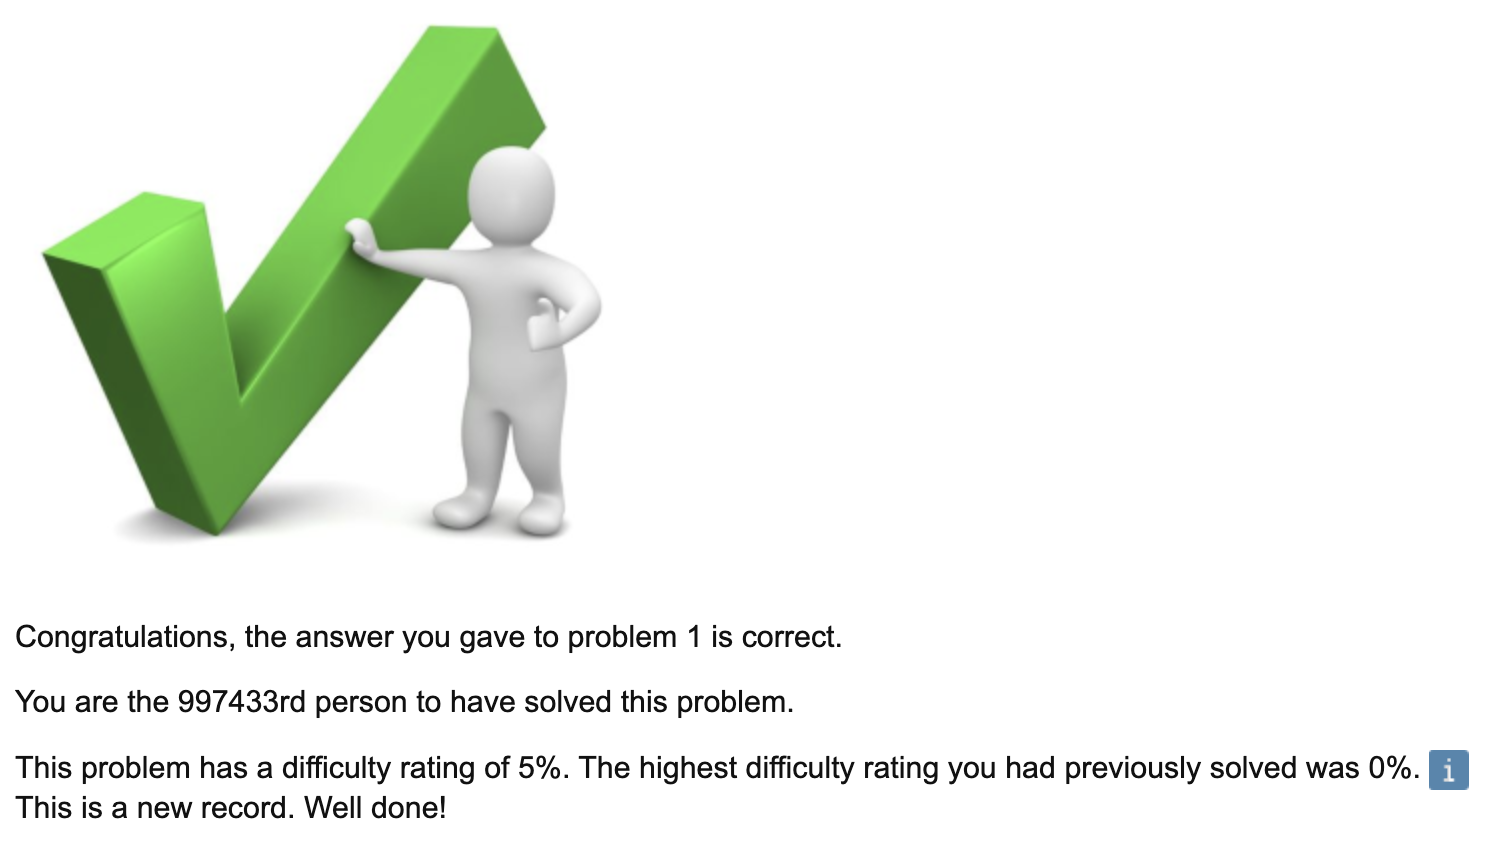 Congratulations, the answer you gave to problem 1 is correct.
You are the 997433rd person to have solved this problem.
This problem has a difficulty rating of 5%. The highest difficulty rating you had previously solved was 0%. i
This is a new record. Well done!